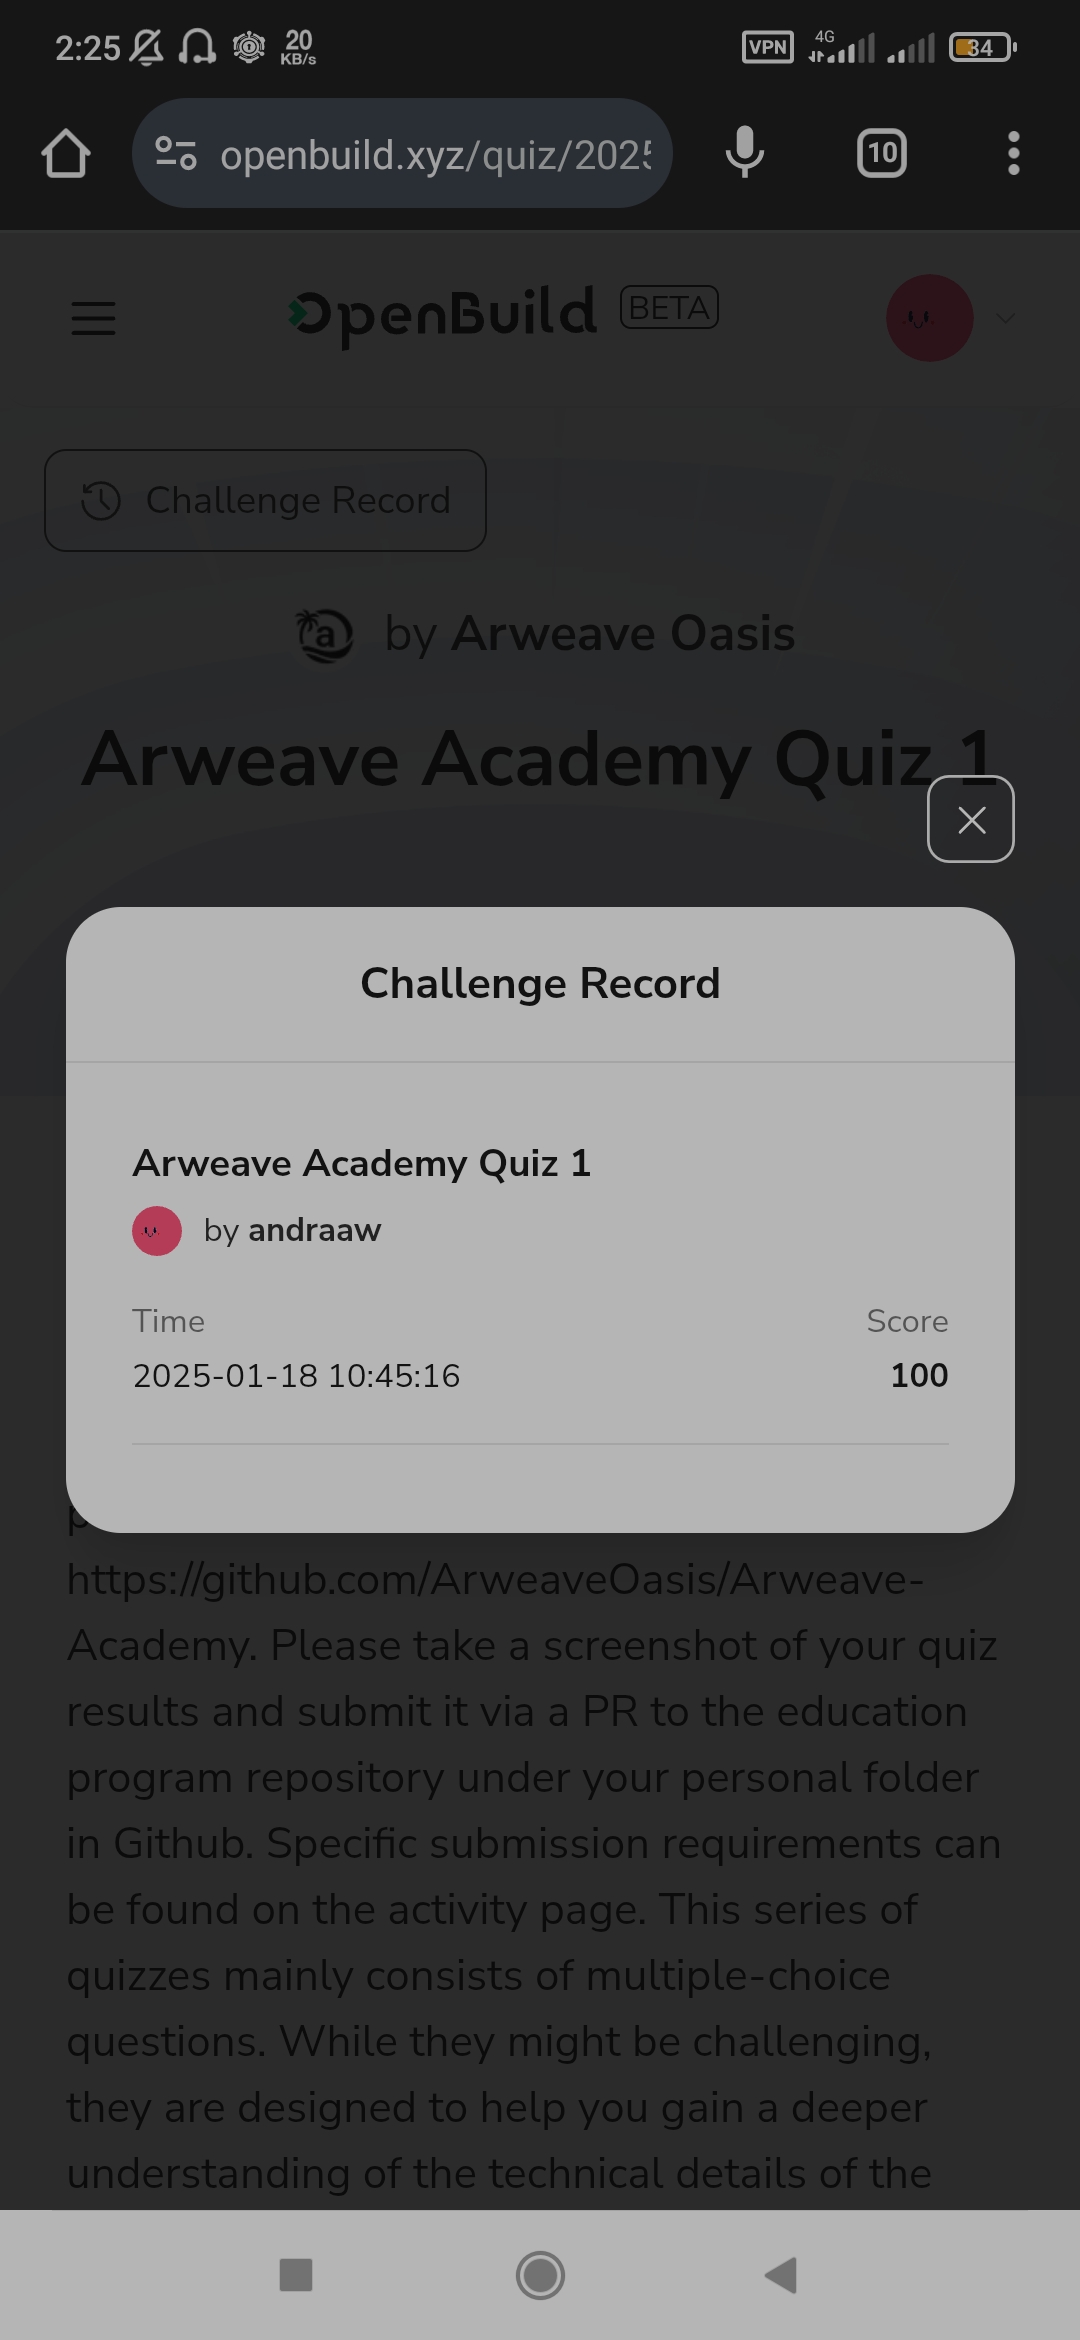 2:25 20 KB/s VPN 4G 34
openbuild.xyz/quiz/2025
10
OpenBuild BETA
Challenge Record
by Arweave Oasis
Arweave Academy Quiz 1
Challenge Record
Arweave Academy Quiz 1
by andraaw
Time Score
2025-01-18 10:45:16 100
https://github.com/ArweaveOasis/Arweave-
Academy. Please take a screenshot of your quiz
results and submit it via a PR to the education
program repository under your personal folder
in Github. Specific submission requirements can
be found on the activity page. This series of
quizzes mainly consists of multiple-choice
questions. While they might be challenging,
they are designed to help you gain a deeper
understanding of the technical details of the